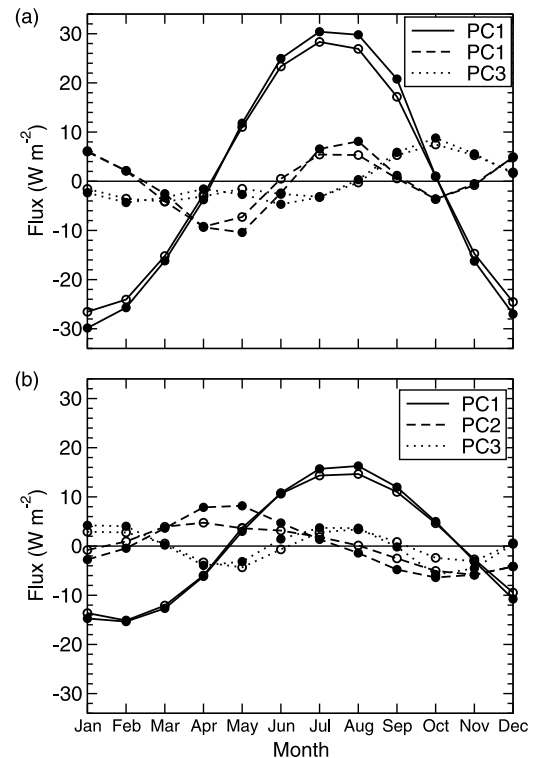 (a)
30
20
10
0
-10
-20
-30
Flux (W m⁻²)
PC1
PC1
PC3
(b)
30
20
10
0
-10
-20
-30
Flux (W m⁻²)
PC1
PC2
PC3
Jan Feb Mar Apr May Jun Jul Aug Sep Oct Nov Dec
Month